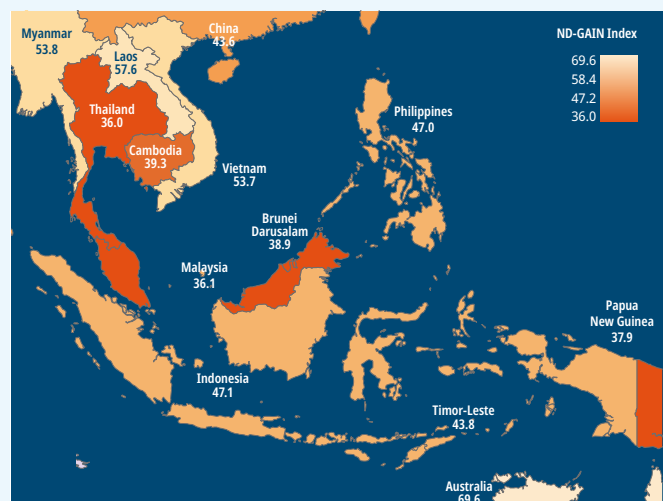 Myanmar
53.8
China
43.6
ND-GAIN Index
69.6
58.4
47.2
36.0
Laos
57.6
Thailand
36.0
Philippines
47.0
Cambodia
39.3
Vietnam
53.7
Brunei
Darusalam
38.9
Malaysia
36.1
Papua
New Guinea
37.9
Indonesia
47.1
Timor-Leste
43.8
Australia
69.6